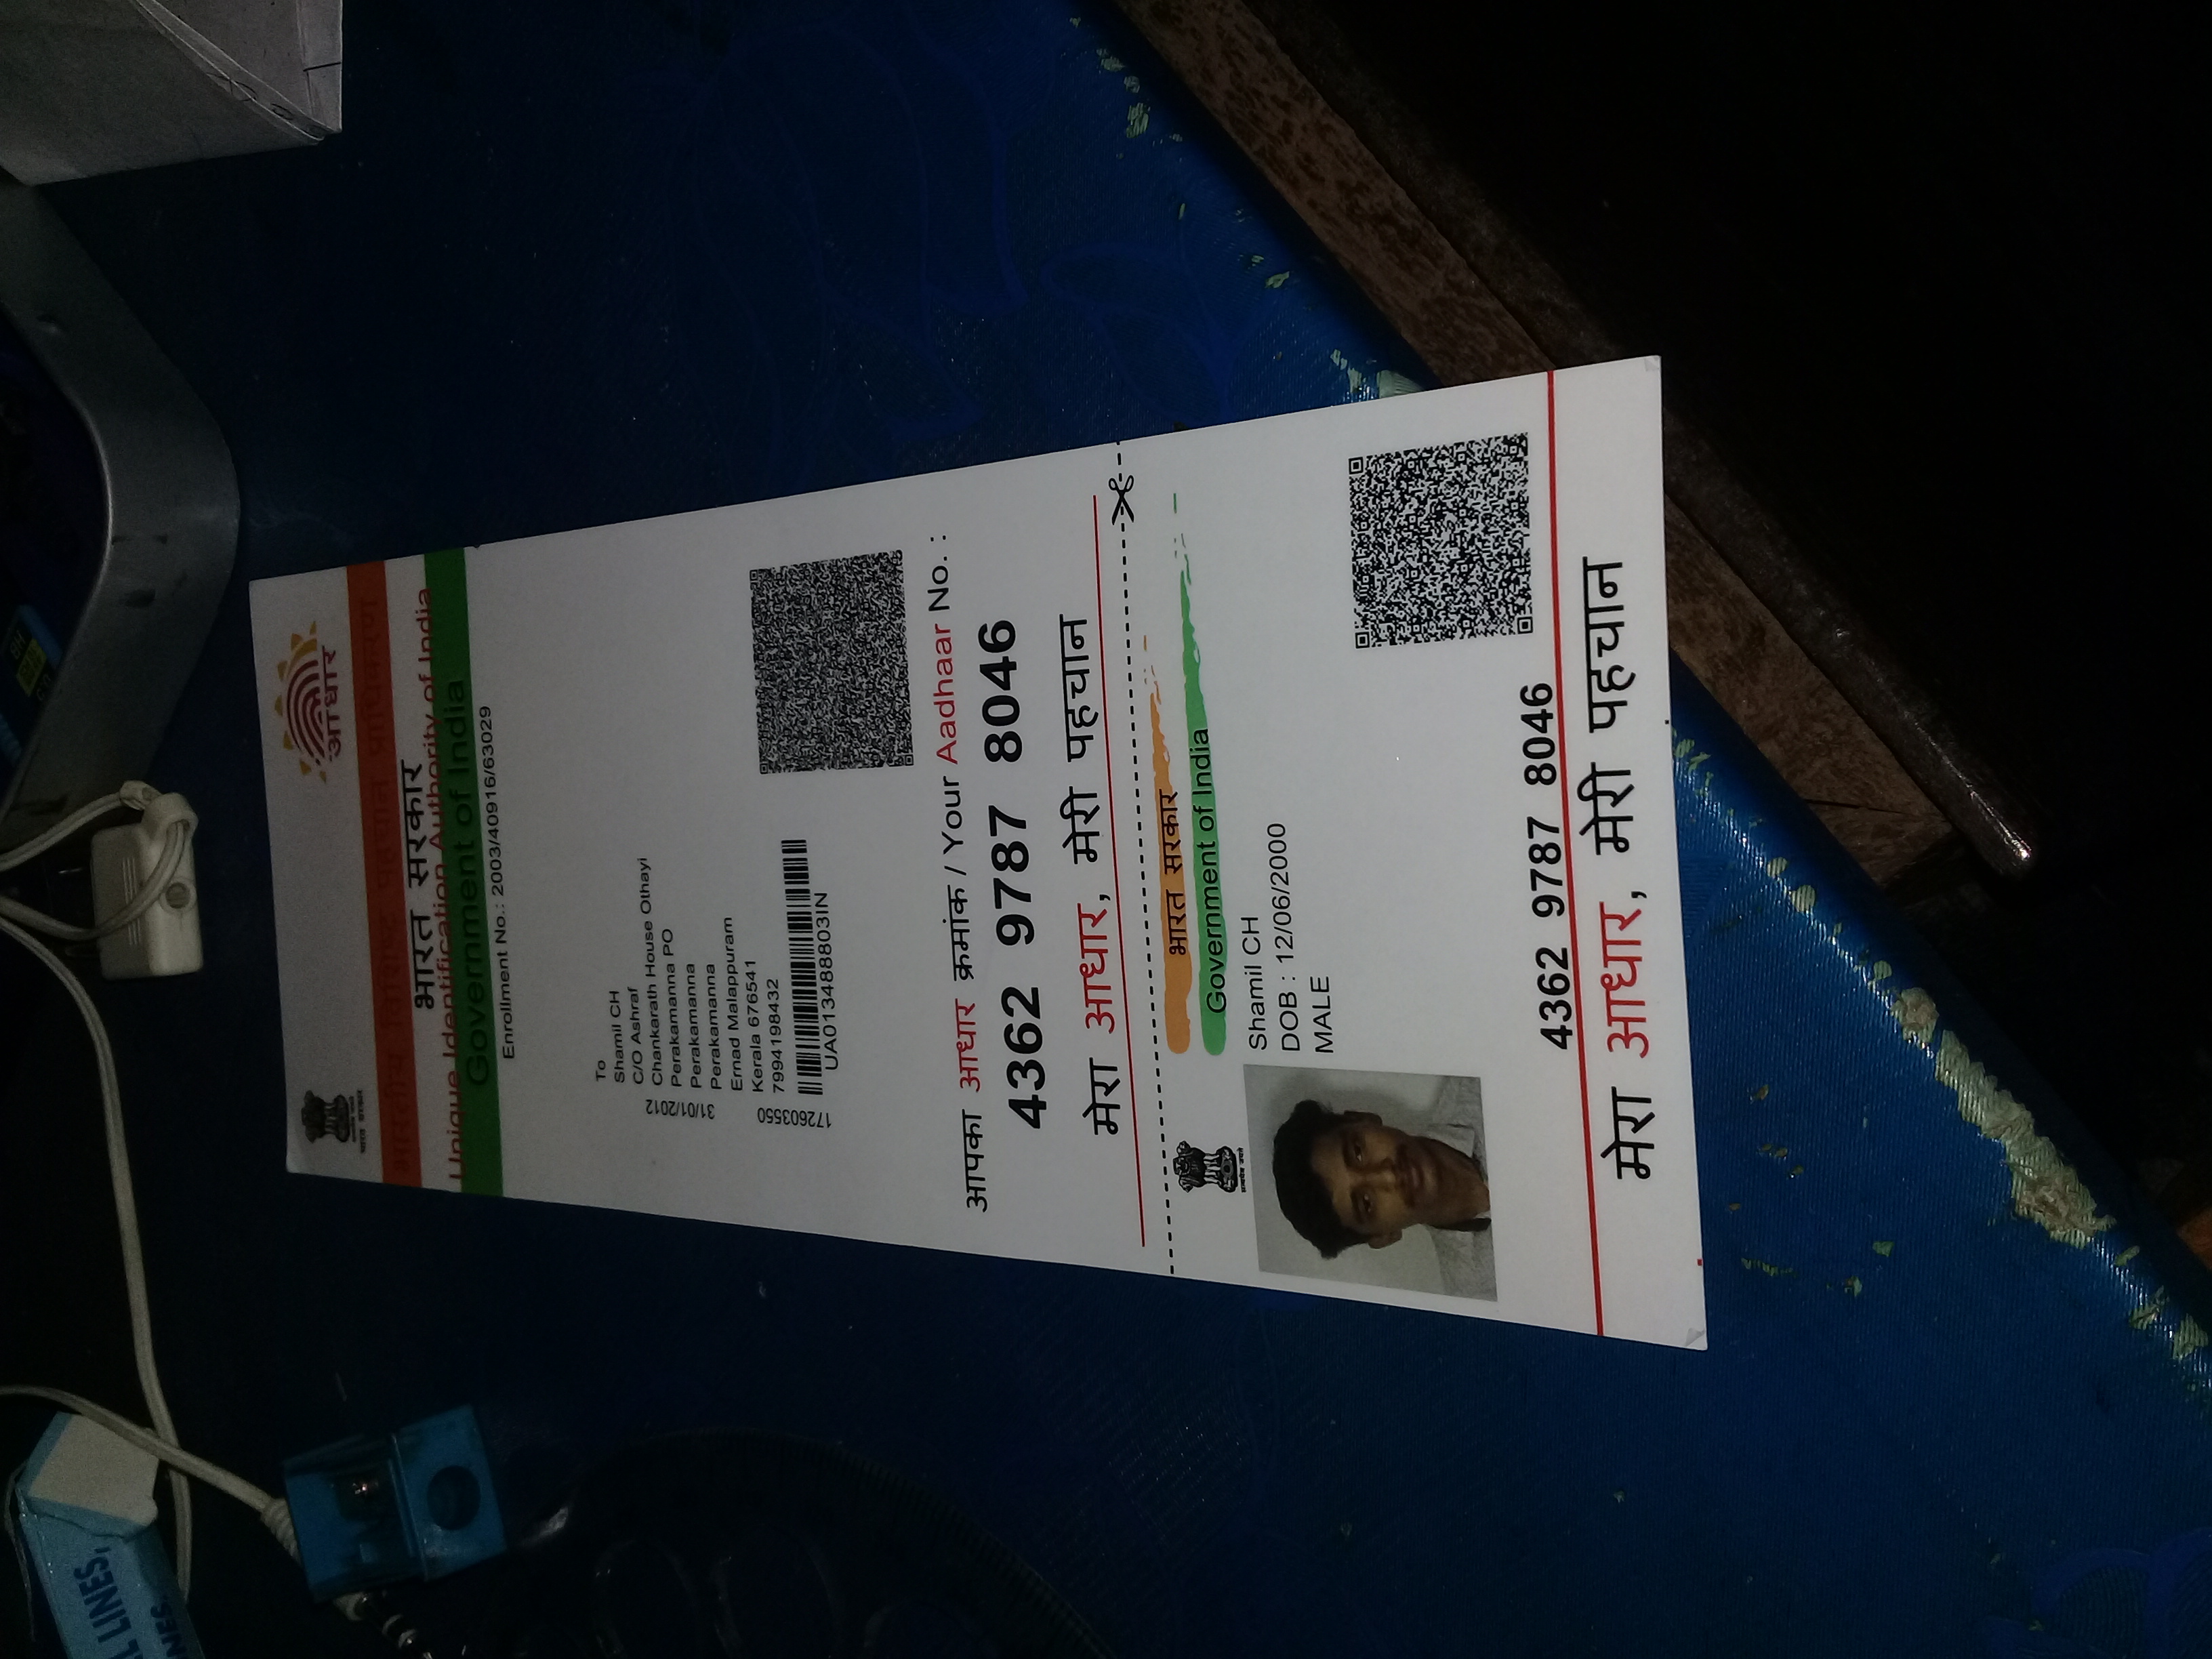 L LINES,
NES.
भारत सरकार
आधार
भारतीय विशिष्ट पहचान प्राधिकरण
भारत सरकार
Unique Identification Authority of India
Government of India
Enrollment No.: 2003/40916/63029
To
Shamil CH
C/O Ashraf
Chankarath House Othayi
Perakamanna PO
Perakamanna
Perakamanna
Ernad Malappuram
Kerala 676541
7994198432
31/01/2012
172603550
UA013488803IN
आपका आधार क्रमांक / Your Aadhaar No. :
4362 9787 8046
मेरा आधार, मेरी पहचान
भारत सरकार
Government of India
सत्यमेव जयते
Shamil CH
DOB : 12/06/2000
MALE
4362 9787 8046
मेरा आधार, मेरी पहचान